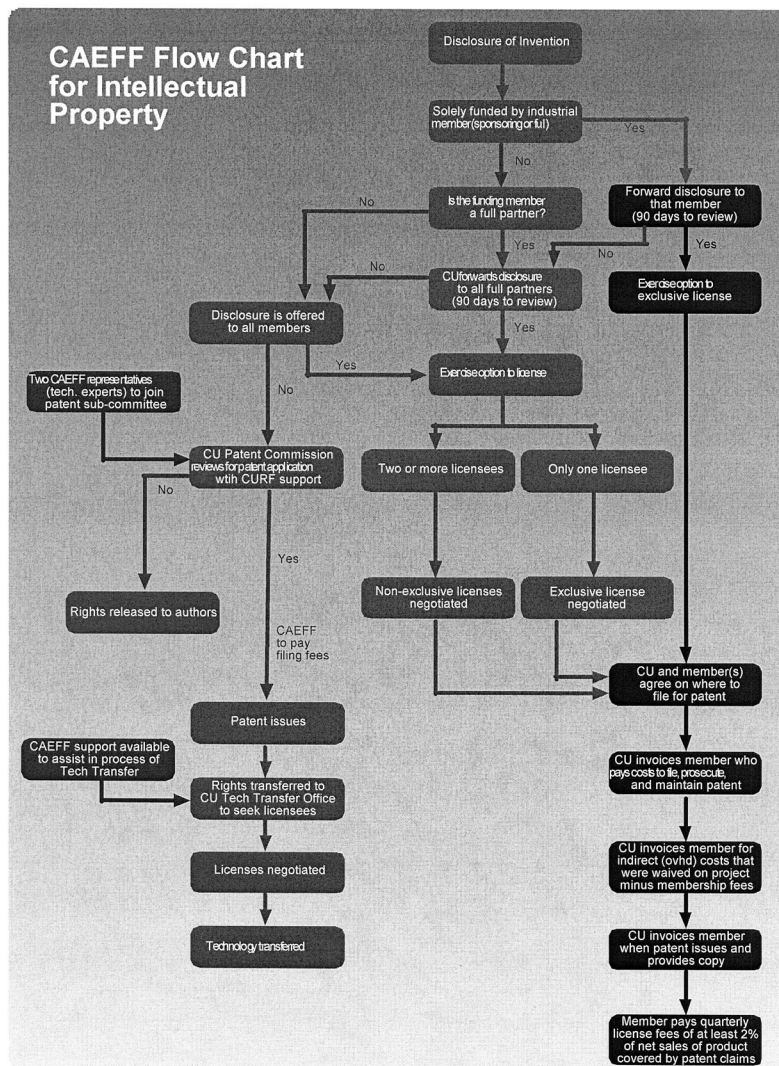 CAEFF Flow Chart
for Intellectual
Property
Disclosure of Invention
Solely funded by industrial
member (sponsoring or full)
Yes
No
Is the funding member
a full partner?
Forward disclosure to
that member
(90 days to review)
No
Yes
No
Yes
CU forwards disclosure
to all full partners
(90 days to review)
No
Exercise option to
exclusive license
Disclosure is offered
to all members
Yes
Yes
Exercise option to license
No
Two CAEFF representatives
(tech. experts) to join
patent sub-committee
CU Patent Commission
reviews for patent application
wtih CURF support
Two or more licensees
Only one licensee
No
Yes
Rights released to authors
Non-exclusive licenses
negotiated
Exclusive license
negotiated
CAEFF
to pay
filing fees
CU and member(s)
agree on where to
file for patent
Patent issues
CAEFF support available
to assist in process of
Tech Transfer
CU invoices member who
pays costs to file, prosecute,
and maintain patent
Rights transferred to
CU Tech Transfer Office
to seek licensees
Licenses negotiated
CU invoices member for
indirect (ovhd) costs that
were waived on project
minus membership fees
Technology transferred
CU invoices member
when patent issues and
provides copy
Member pays quarterly
license fees of at least 2%
of net sales of product
covered by patent claims